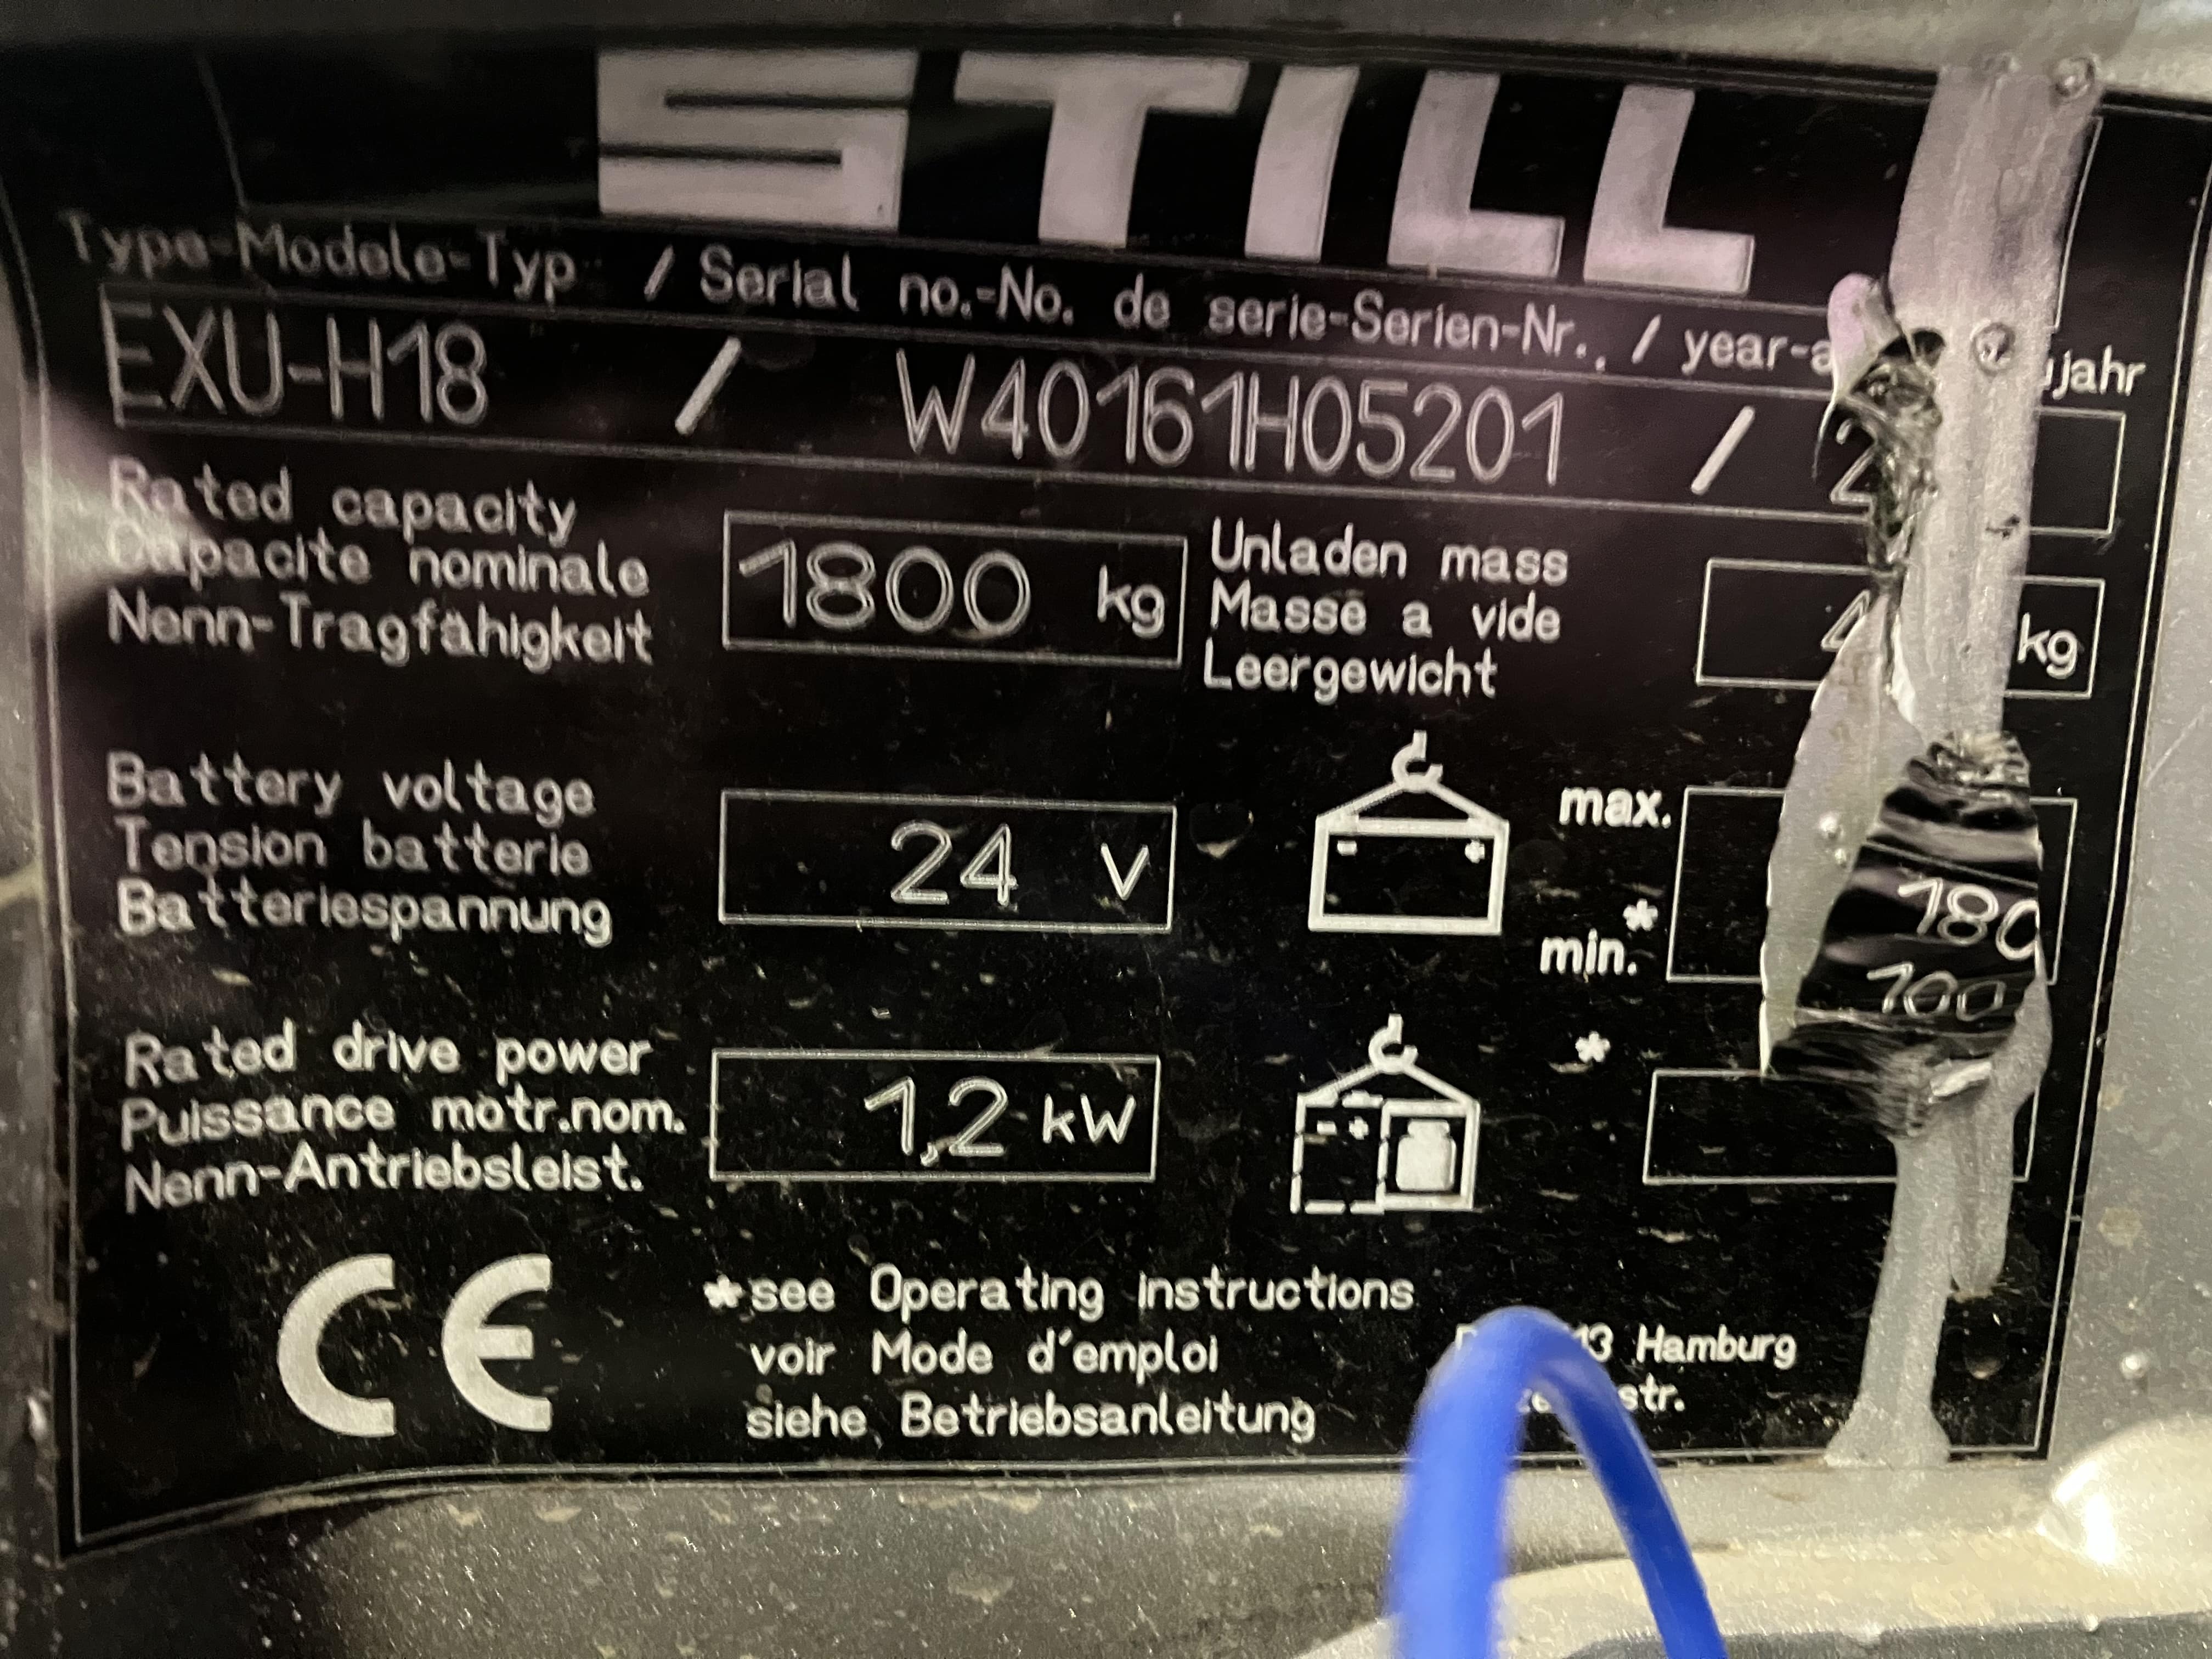 STILL
Type-Modele-Typ / Serial no.-No. de serie-Serien-Nr. / year-
EXU-H18 / W40161H05201 / 2
Rated capacity
Capacite nominale
Nenn-Tragfähigkeit
1800 kg
Unladen mass
Masse a vide
Leergewicht
kg
Battery voltage
Tension batterie
Batteriespannung
24 V
max.
* min.
180
100
Rated drive power
Puissance motr.nom.
Nenn-Antriebsleist.
1,2 kW
*
CE
*see Operating instructions
voir Mode d'emploi
siehe Betriebsanleitung
Hamburg